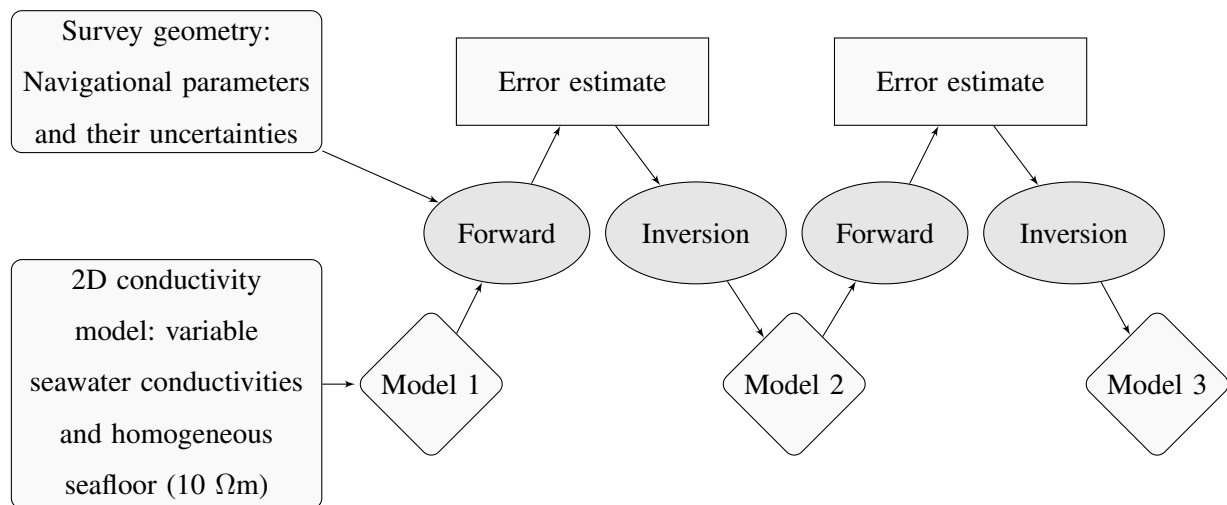 Survey geometry:
Navigational parameters
and their uncertainties
Error estimate
Error estimate
Forward
Inversion
Forward
Inversion
2D conductivity
model: variable
seawater conductivities
and homogeneous
seafloor (10 Ωm)
Model 1
Model 2
Model 3